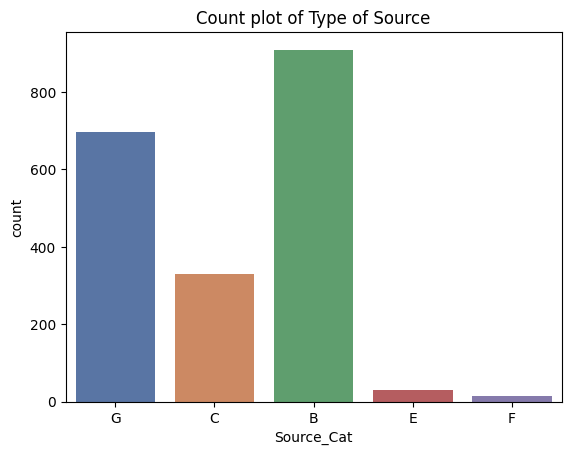 Count plot of Type of Source
800
600
400
200
0
count
G C B E F
Source_Cat